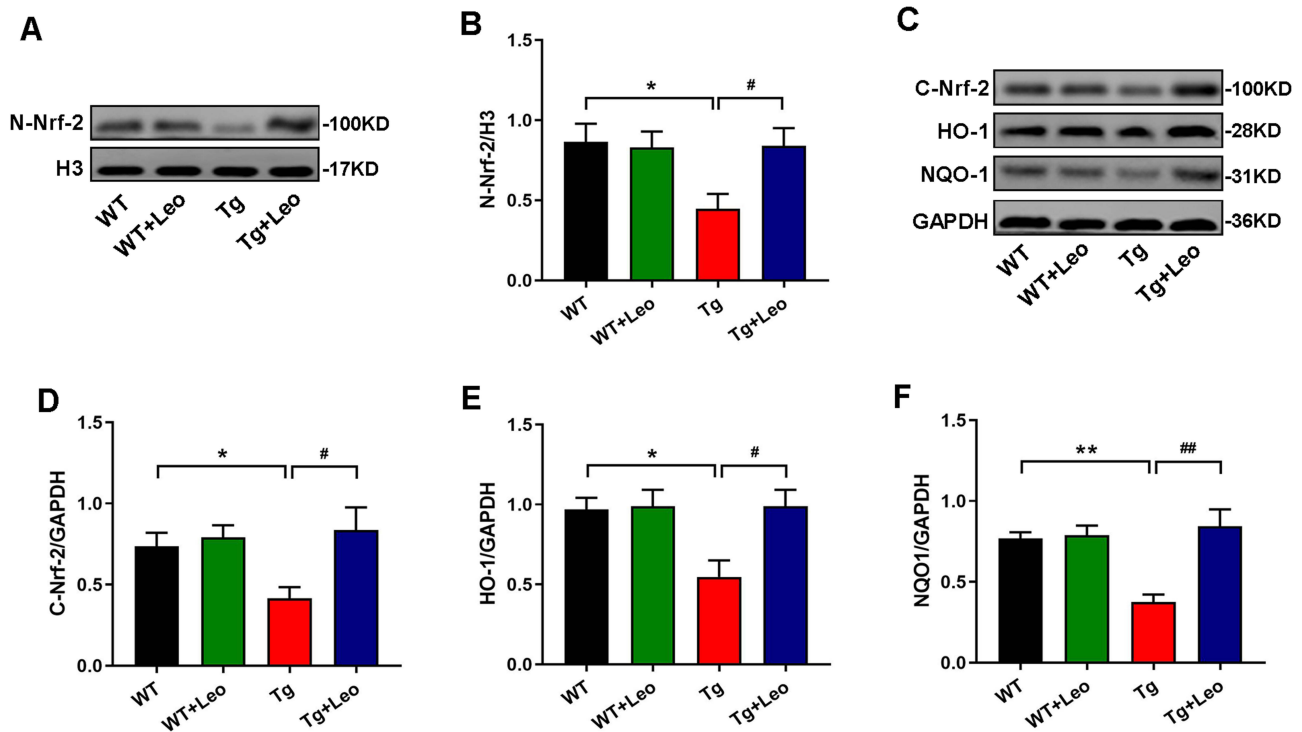 A
N-Nrf-2
-100KD
H3
-17KD
WT
WT+Leo
Tg
Tg+Leo
B
N-Nrf-2/H3
1.5
1.0
0.5
0.0
*
#
WT
WT+Leo
Tg
Tg+Leo
C
C-Nrf-2
-100KD
HO-1
-28KD
NQO-1
-31KD
GAPDH
-36KD
WT
WT+Leo
Tg
Tg+Leo
D
C-Nrf-2/GAPDH
1.5
1.0
0.5
0.0
*
#
WT
WT+Leo
Tg
Tg+Leo
E
HO-1/GAPDH
1.5
1.0
0.5
0.0
*
#
WT
WT+Leo
Tg
Tg+Leo
F
NQO1/GAPDH
1.5
1.0
0.5
0.0
**
##
WT
WT+Leo
Tg
Tg+Leo